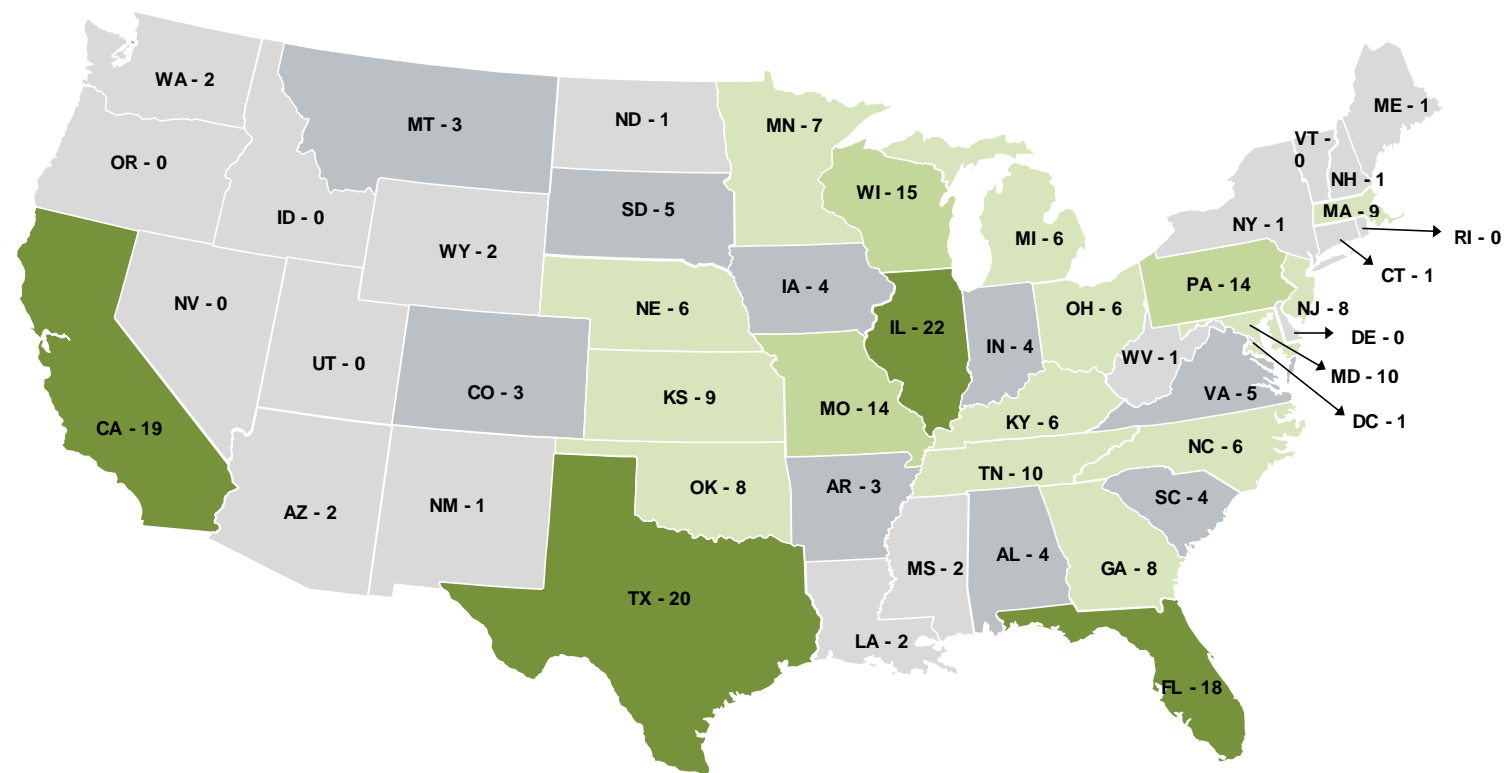 WA - 2
MT - 3
ND - 1
MN - 7
ME - 1
OR - 0
VT -
0
ID - 0
SD - 5
WI - 15
NH - 1
MA - 9
WY - 2
MI - 6
NY - 1
RI - 0
CT - 1
NV - 0
NE - 6
IA - 4
PA - 14
IL - 22
OH - 6
NJ - 8
DE - 0
UT - 0
CO - 3
KS - 9
IN - 4
WV - 1
MD - 10
VA - 5
DC - 1
CA - 19
MO - 14
KY - 6
NC - 6
AZ - 2
NM - 1
OK - 8
AR - 3
TN - 10
SC - 4
TX - 20
MS - 2
AL - 4
GA - 8
LA - 2
FL - 18